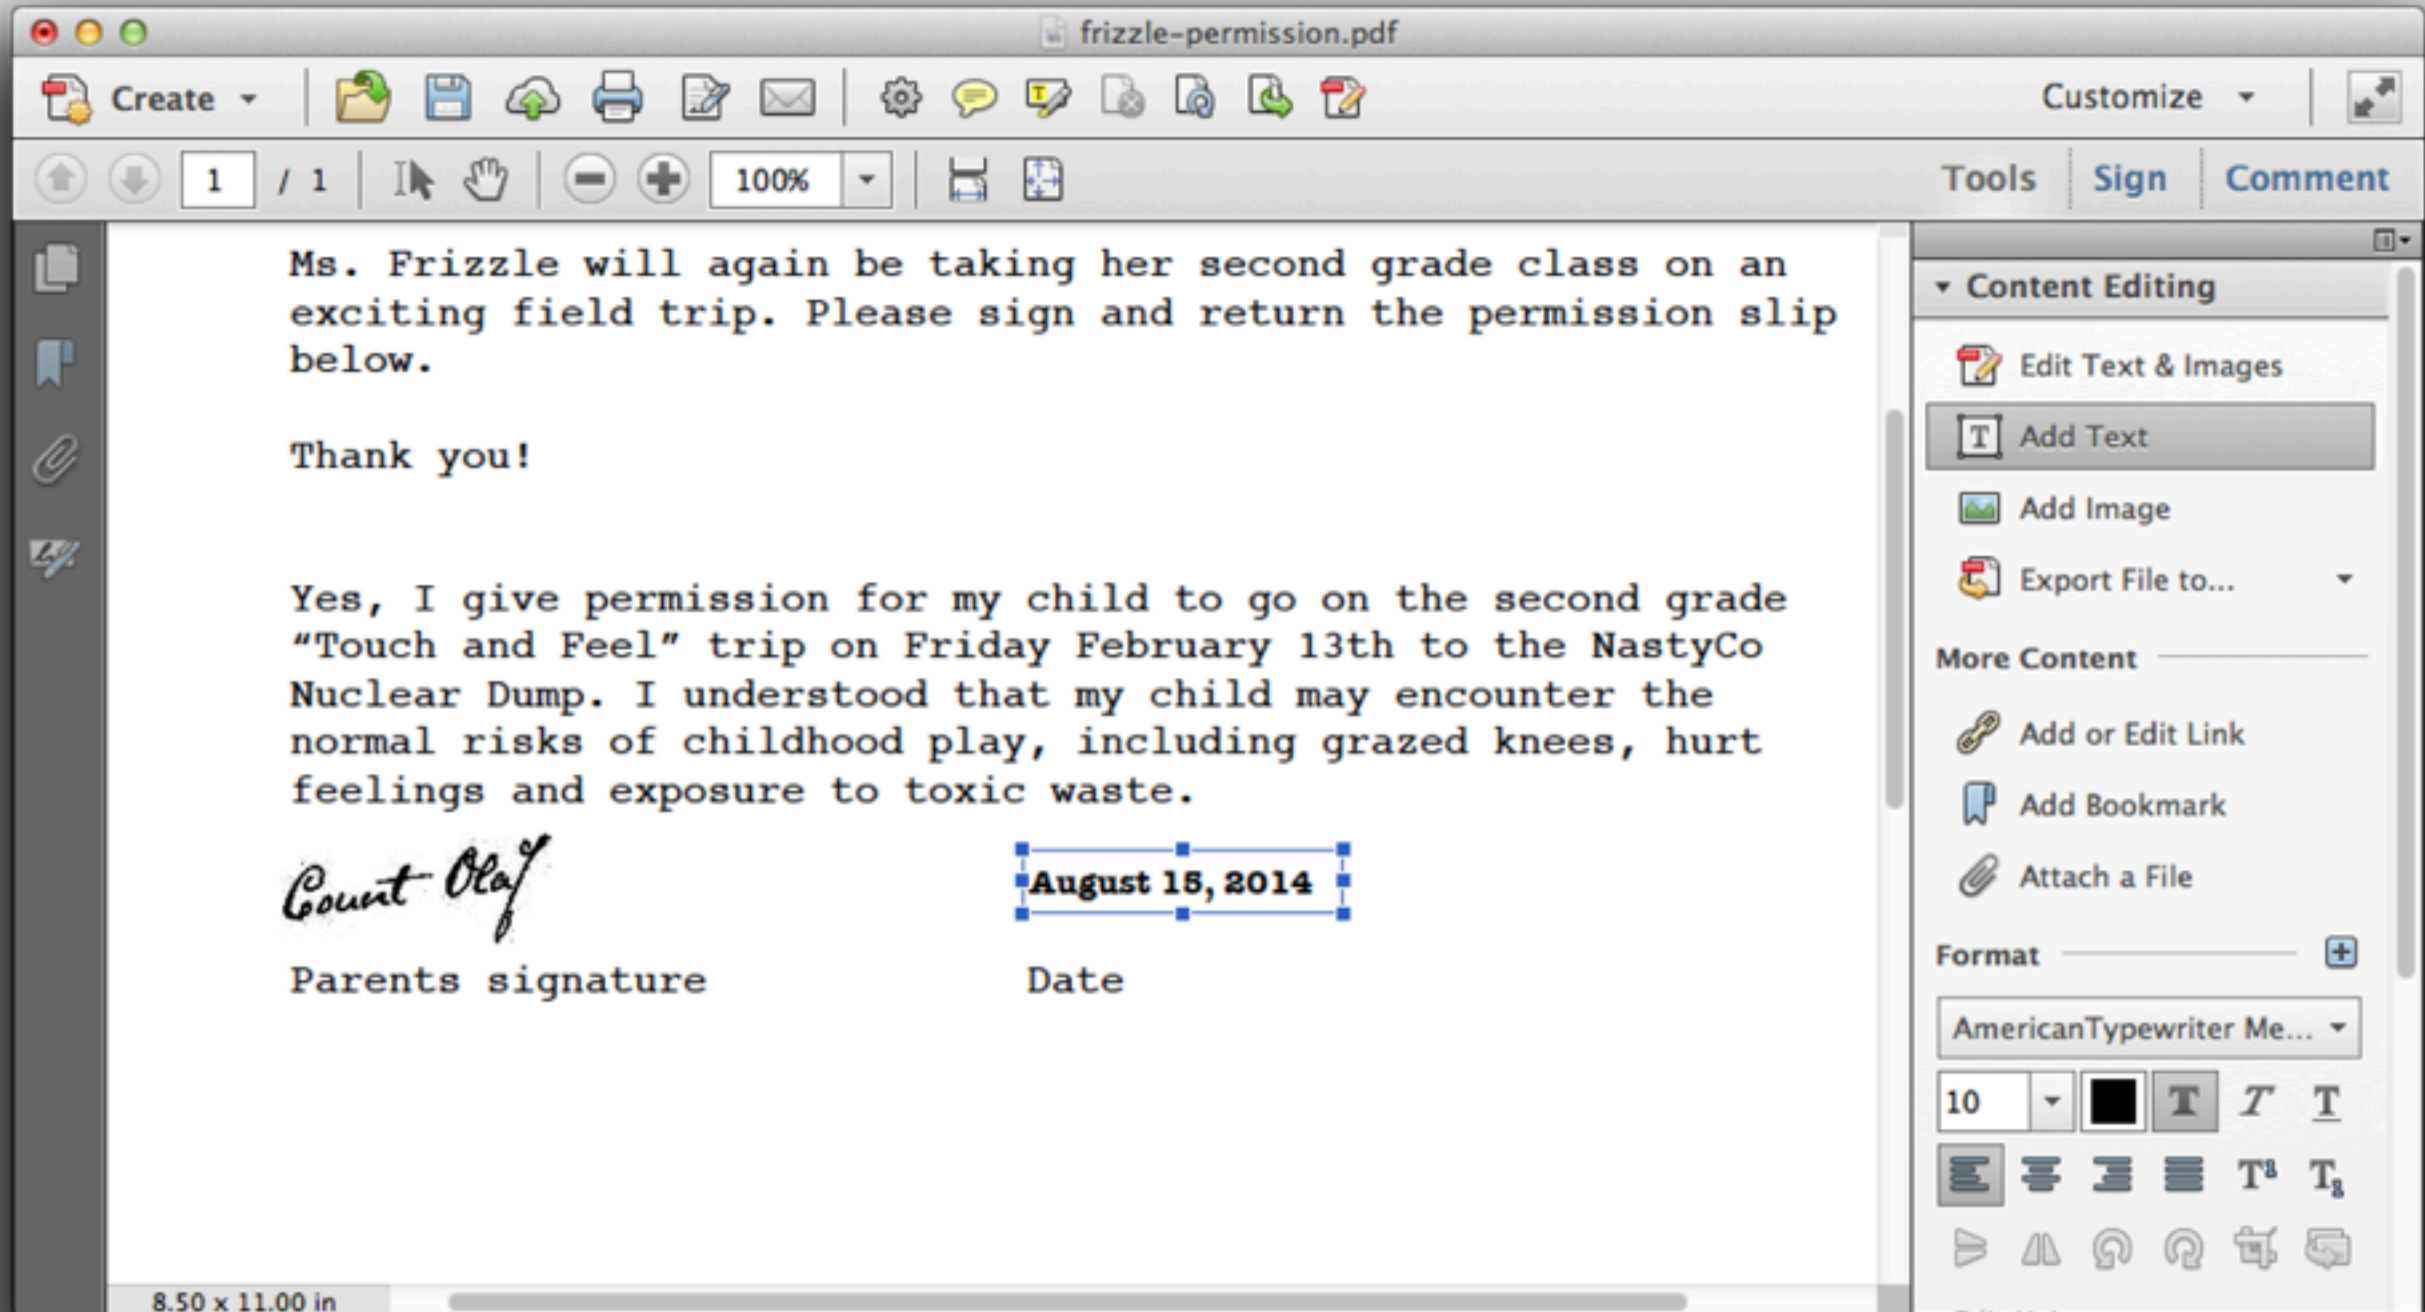 frizzle-permission.pdf
Create
Customize
1 / 1
100%
Tools Sign Comment
Ms. Frizzle will again be taking her second grade class on an
exciting field trip. Please sign and return the permission slip
below.
Thank you!
Yes, I give permission for my child to go on the second grade
“Touch and Feel” trip on Friday February 13th to the NastyCo
Nuclear Dump. I understood that my child may encounter the
normal risks of childhood play, including grazed knees, hurt
feelings and exposure to toxic waste.
Count Olaf
August 15, 2014
Parents signature Date
8.50 x 11.00 in
Content Editing
Edit Text & Images
Add Text
Add Image
Export File to...
More Content
Add or Edit Link
Add Bookmark
Attach a File
Format
AmericanTypewriter Me...
10